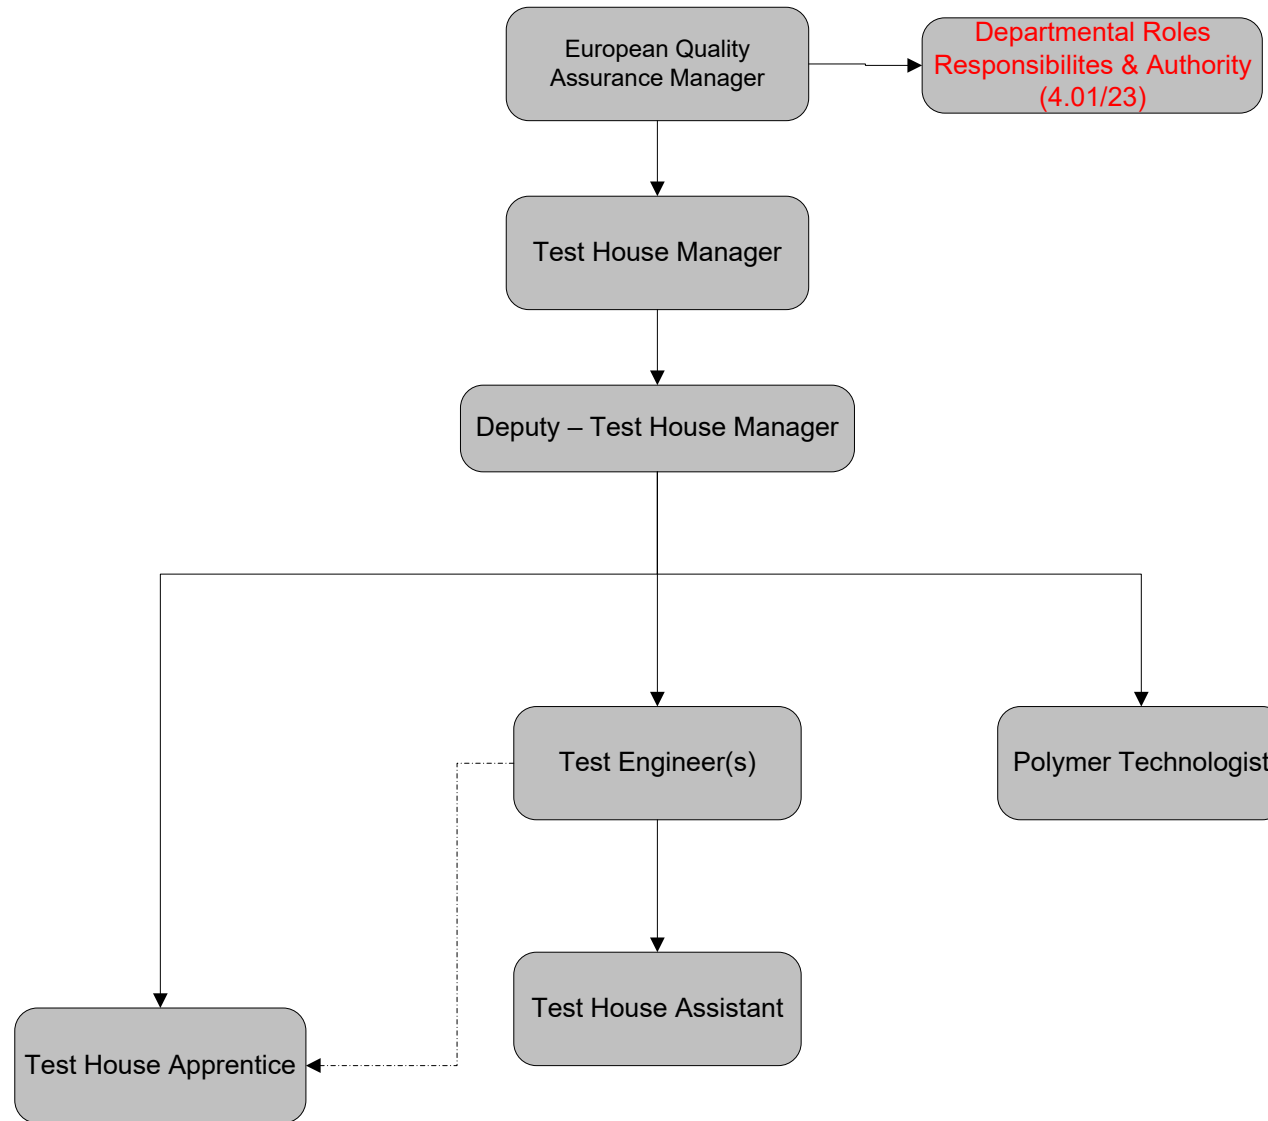 European Quality
Assurance Manager
Departmental Roles
Responsibilites & Authority
(4.01/23)
Test House Manager
Deputy – Test House Manager
Test Engineer(s)
Polymer Technologist
Test House Assistant
Test House Apprentice